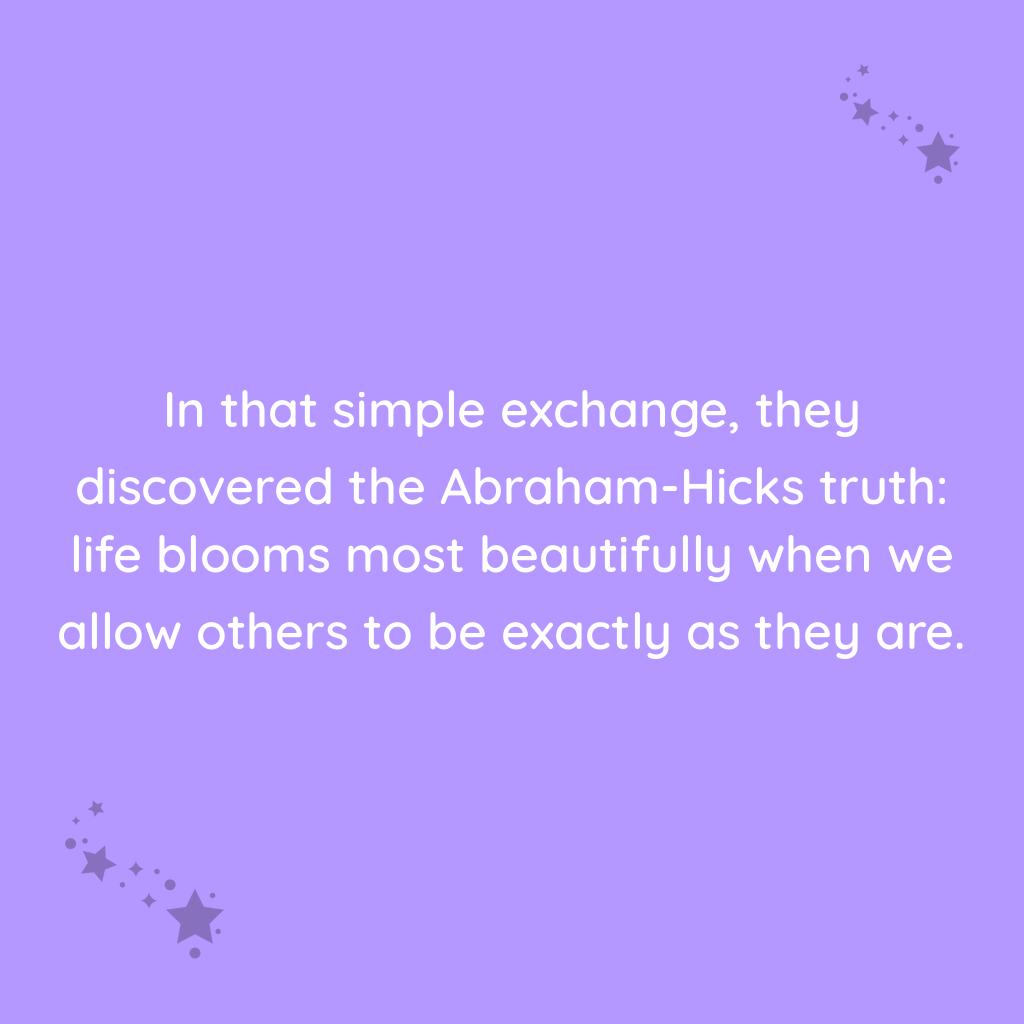 In that simple exchange, they
discovered the Abraham-Hicks truth:
life blooms most beautifully when we
allow others to be exactly as they are.